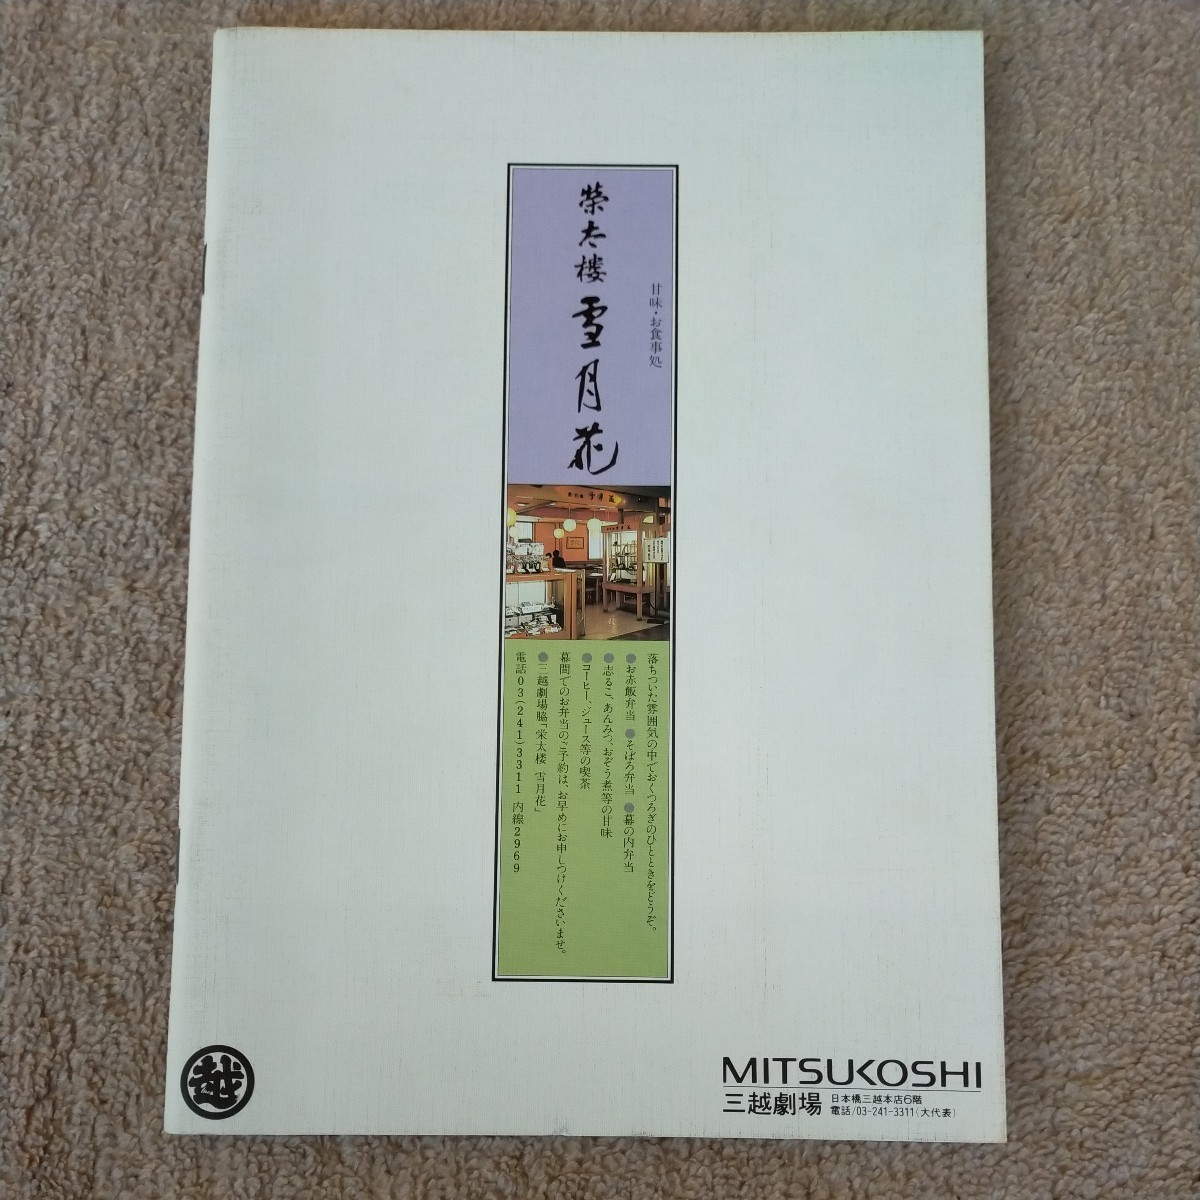 甘味・お食事処
榮太楼 雪月花
落ちついた雰囲気の中でおくつろぎのひとときをどうぞ。
●お赤飯弁当 ●そぼろ弁当 ●幕の内弁当
●志るこ、あんみつ、おぞう煮等の甘味
●コーヒー、ジュース等の喫茶
幕間でのお弁当のご予約は、お早めにお申しつけくださいませ。
●三越劇場脇「栄太楼 雪月花」
電話03(241)3311 内線2969
越
MITSUKOSHI
三越劇場
日本橋三越本店6階
電話/03-241-3311(大代表)